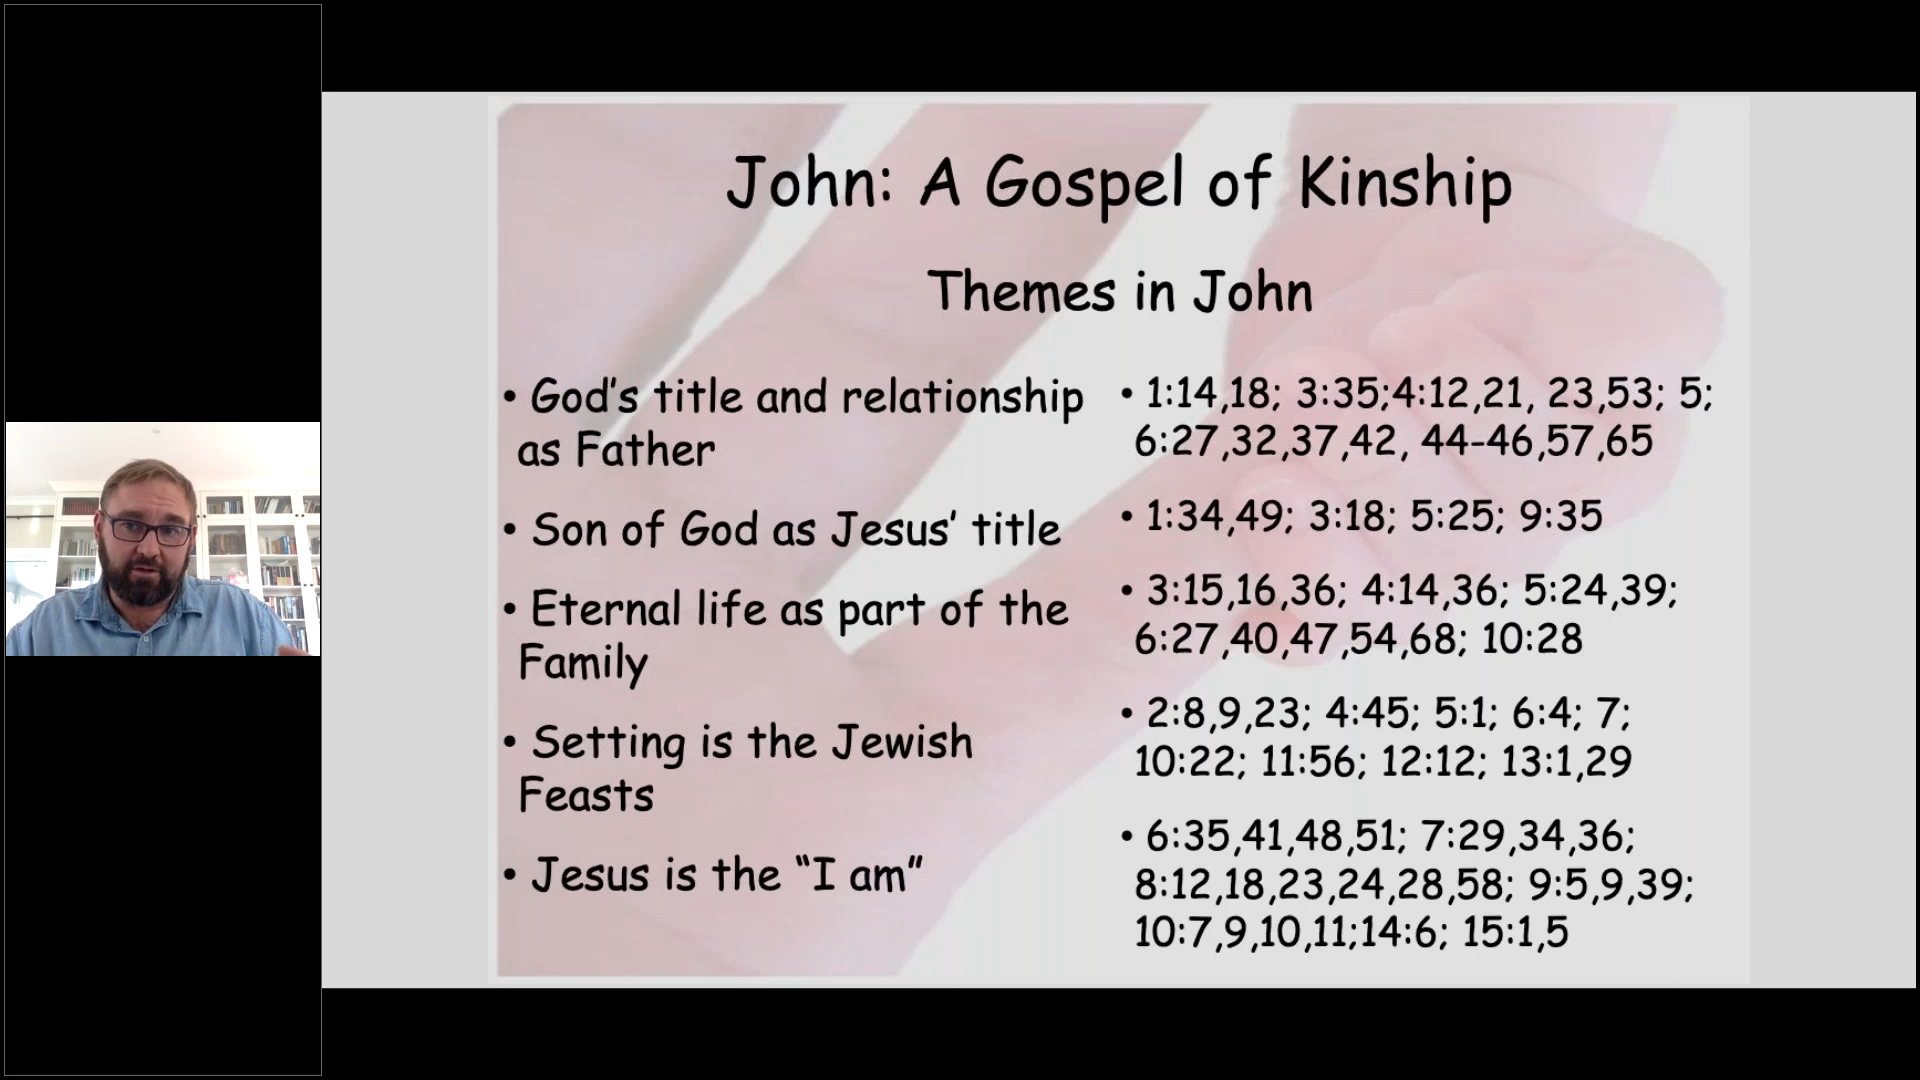 John: A Gospel of Kinship
Themes in John
• God's title and relationship
as Father
• Son of God as Jesus' title
• Eternal life as part of the
Family
• Setting is the Jewish
Feasts
• Jesus is the “I am”
• 1:14,18; 3:35;4:12,21, 23,53; 5;
6:27,32,37,42, 44-46,57,65
• 1:34,49; 3:18; 5:25; 9:35
• 3:15,16,36; 4:14,36; 5:24,39;
6:27,40,47,54,68; 10:28
• 2:8,9,23; 4:45; 5:1; 6:4; 7;
10:22; 11:56; 12:12; 13:1,29
• 6:35,41,48,51; 7:29,34,36;
8:12,18,23,24,28,58; 9:5,9,39;
10:7,9,10,11;14:6; 15:1,5